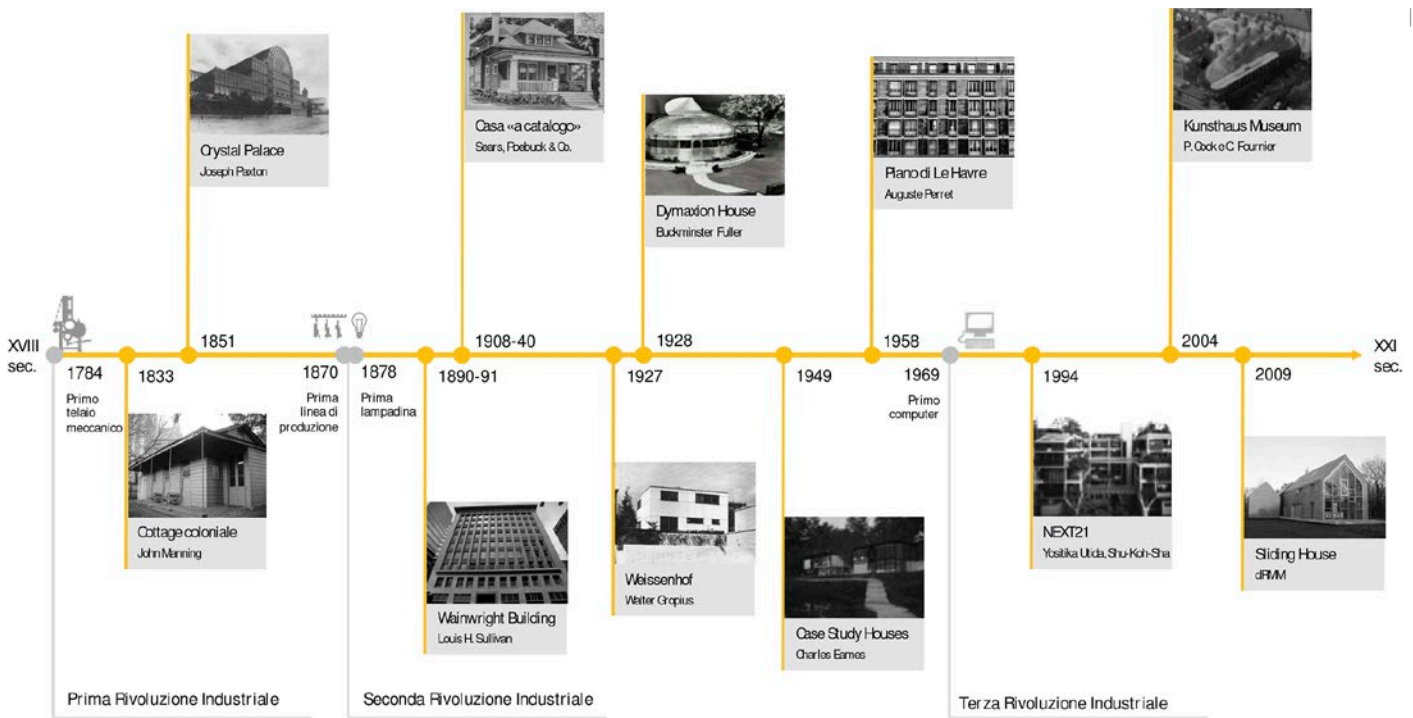 Crystal Palace
Joseph Paxton
Casa «a catalogo»
Sears, Roebuck & Co.
Dymaxion House
Buckminster Fuller
Piano di Le Havre
Auguste Perret
Kunsthaus Museum
P. Cook e C. Fournier
XVIII
sec.
1851
1908-40
1928
1958
2004
XXI
sec.
1784
Primo
telaio
meccanico
1833
1870
Prima
linea di
produzione
1878
Prima
lampadina
1890-91
1927
1949
1969
Primo
computer
1994
2009
Cottage coloniale
John Manning
Wainwright Building
Louis H. Sullivan
Weissenhof
Walter Gropius
Case Study Houses
Charles Eames
NEXT21
Yositika Utida, Shu-Koh-Sha
Sliding House
dRMM
Prima Rivoluzione Industriale
Seconda Rivoluzione Industriale
Terza Rivoluzione Industriale